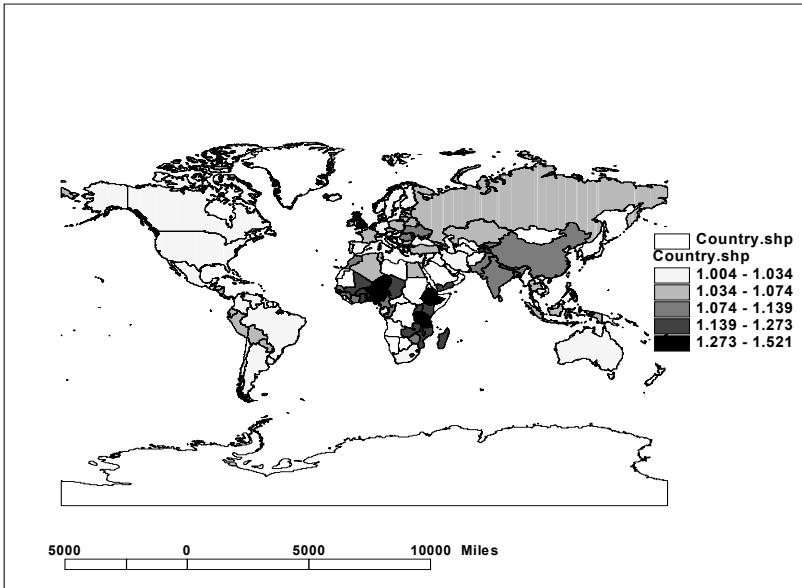 Country.shp
Country.shp
1.004 - 1.034
1.034 - 1.074
1.074 - 1.139
1.139 - 1.273
1.273 - 1.521
5000 0 5000 10000 Miles